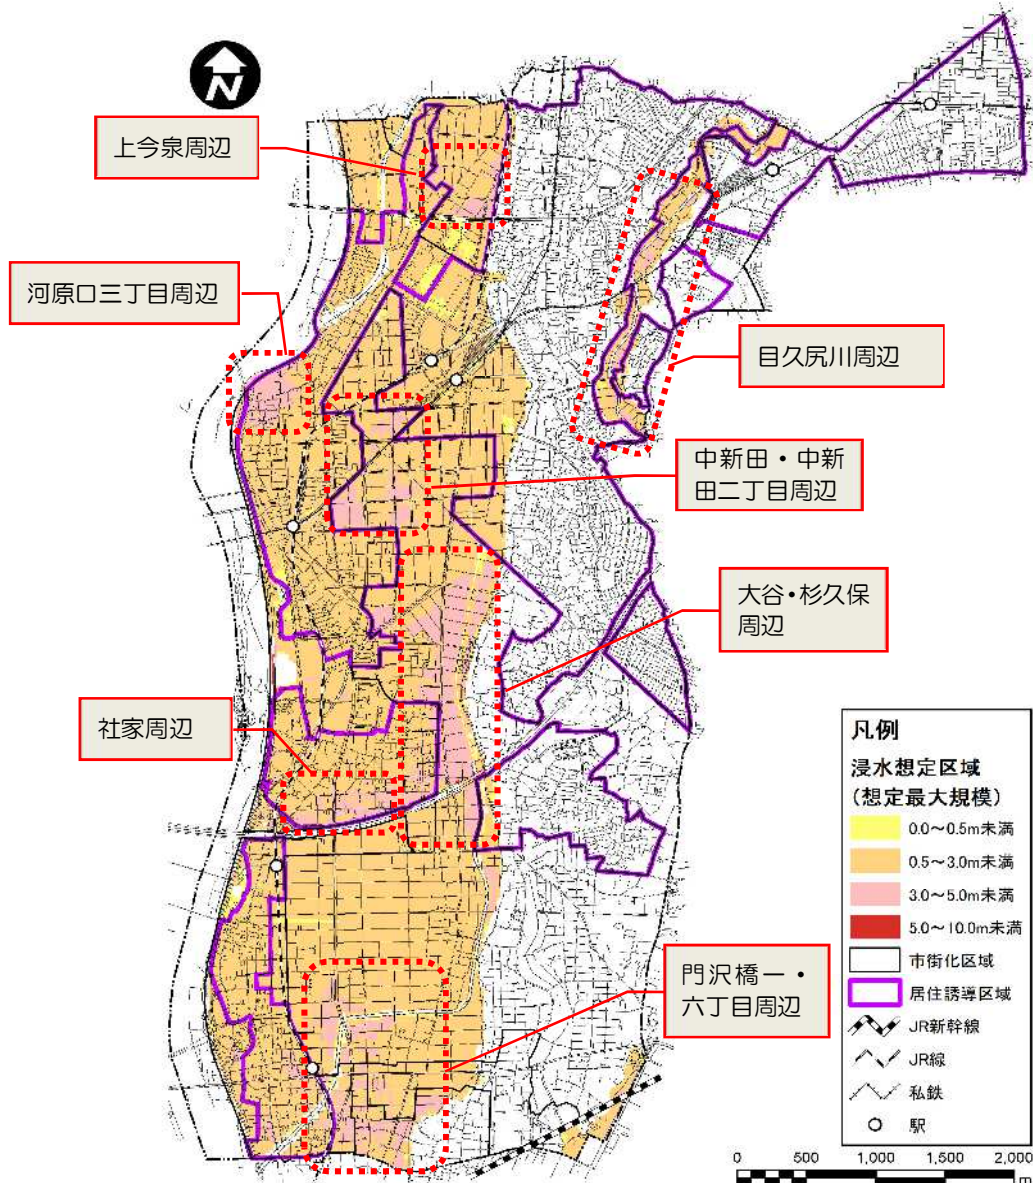 N
上今泉周辺
河原口三丁目周辺
目久尻川周辺
中新田・中新
田二丁目周辺
大谷・杉久保
周辺
社家周辺
門沢橋一・
六丁目周辺
凡例
浸水想定区域
(想定最大規模)
0.0～0.5m未満
0.5～3.0m未満
3.0～5.0m未満
5.0～10.0m未満
市街化区域
居住誘導区域
JR新幹線
JR線
私鉄
駅
0 500 1,000 1,500 2,000
m